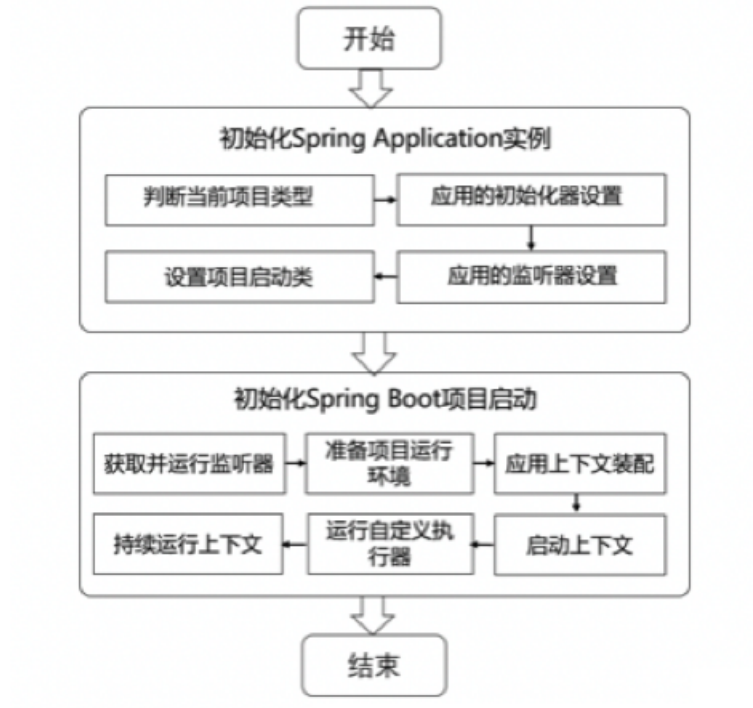 开始
初始化Spring Application实例
判断当前项目类型
应用的初始化器设置
设置项目启动类
应用的监听器设置
初始化Spring Boot项目启动
获取并运行监听器
准备项目运行
环境
应用上下文装配
持续运行上下文
运行自定义执
行器
启动上下文
结束